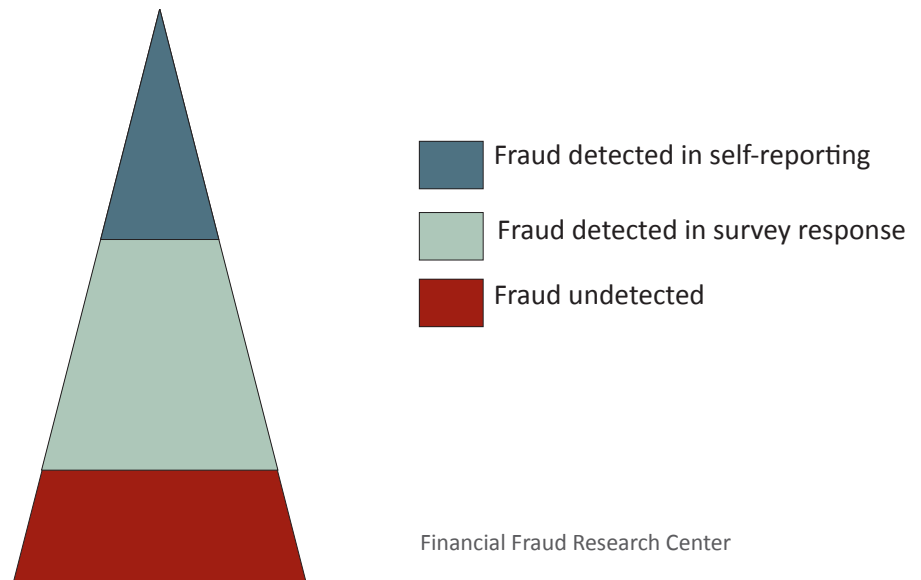 Fraud detected in self-reporting
Fraud detected in survey response
Fraud undetected
Financial Fraud Research Center